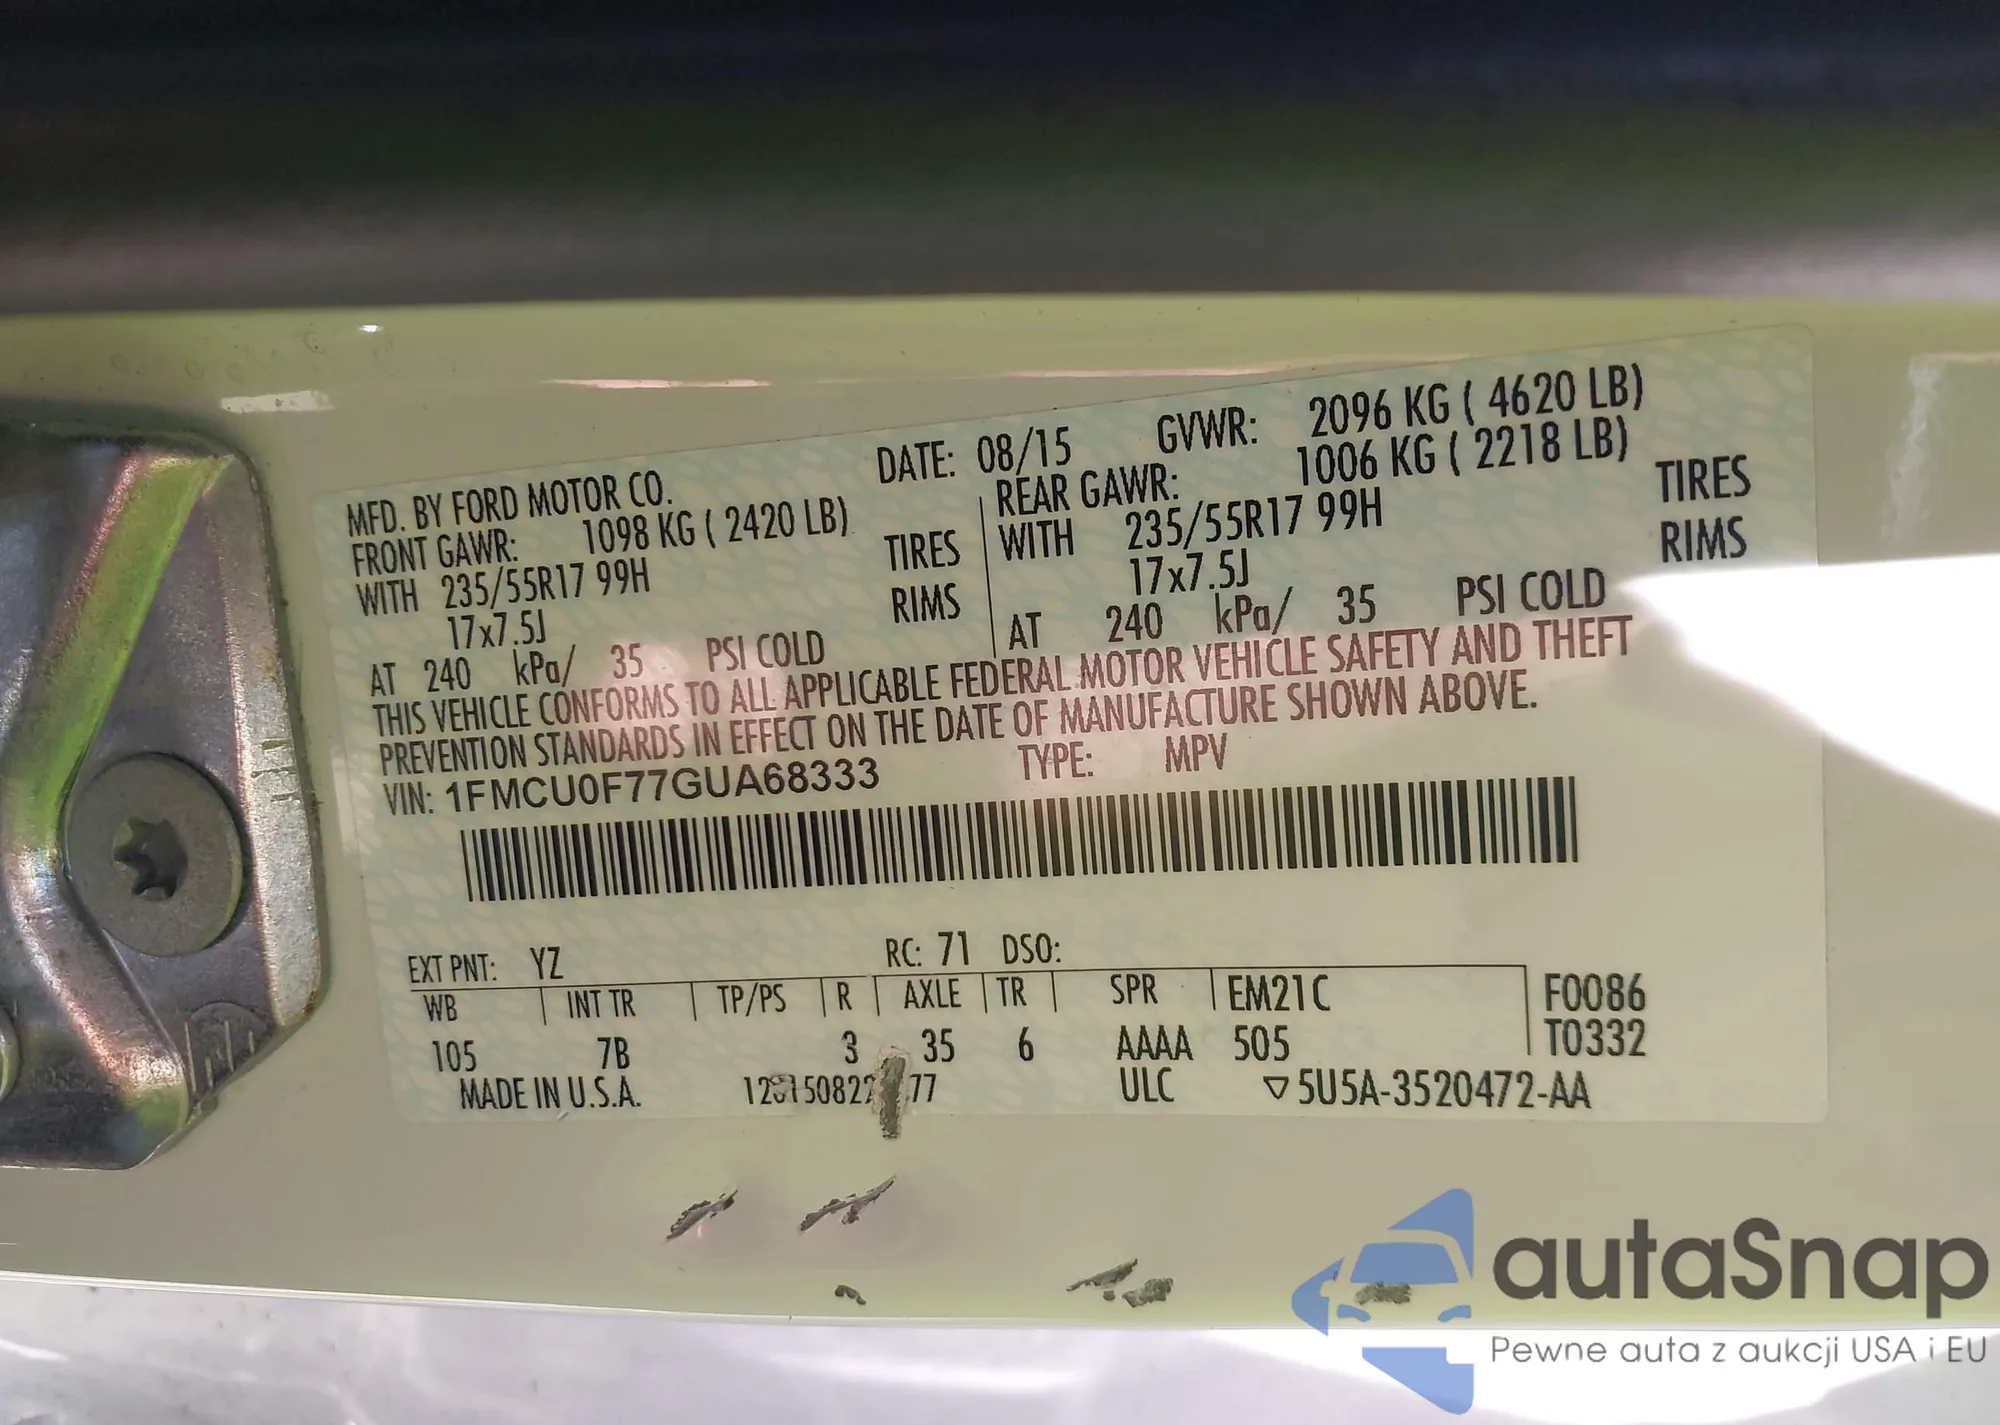 MFD. BY FORD MOTOR CO. DATE: 08/15 GVWR: 2096 KG ( 4620 LB)
FRONT GAWR: 1098 KG ( 2420 LB) REAR GAWR: 1006 KG ( 2218 LB)
WITH 235/55R17 99H TIRES WITH 235/55R17 99H TIRES
17x7.5J RIMS 17x7.5J RIMS
AT 240 kPa/ 35 PSI COLD AT 240 kPa/ 35 PSI COLD
THIS VEHICLE CONFORMS TO ALL APPLICABLE FEDERAL MOTOR VEHICLE SAFETY AND THEFT
PREVENTION STANDARDS IN EFFECT ON THE DATE OF MANUFACTURE SHOWN ABOVE.
VIN: 1FMCU0F77GUA68333 TYPE: MPV
EXT PNT: YZ RC: 71 DSO:
WB INT TR TP/PS R AXLE TR SPR EM21C F0086
105 7B 3 35 6 AAAA 505 T0332
MADE IN U.S.A. ULC ▽5U5A-3520472-AA
autaSnap
Pewne auta z aukcji USA i EU